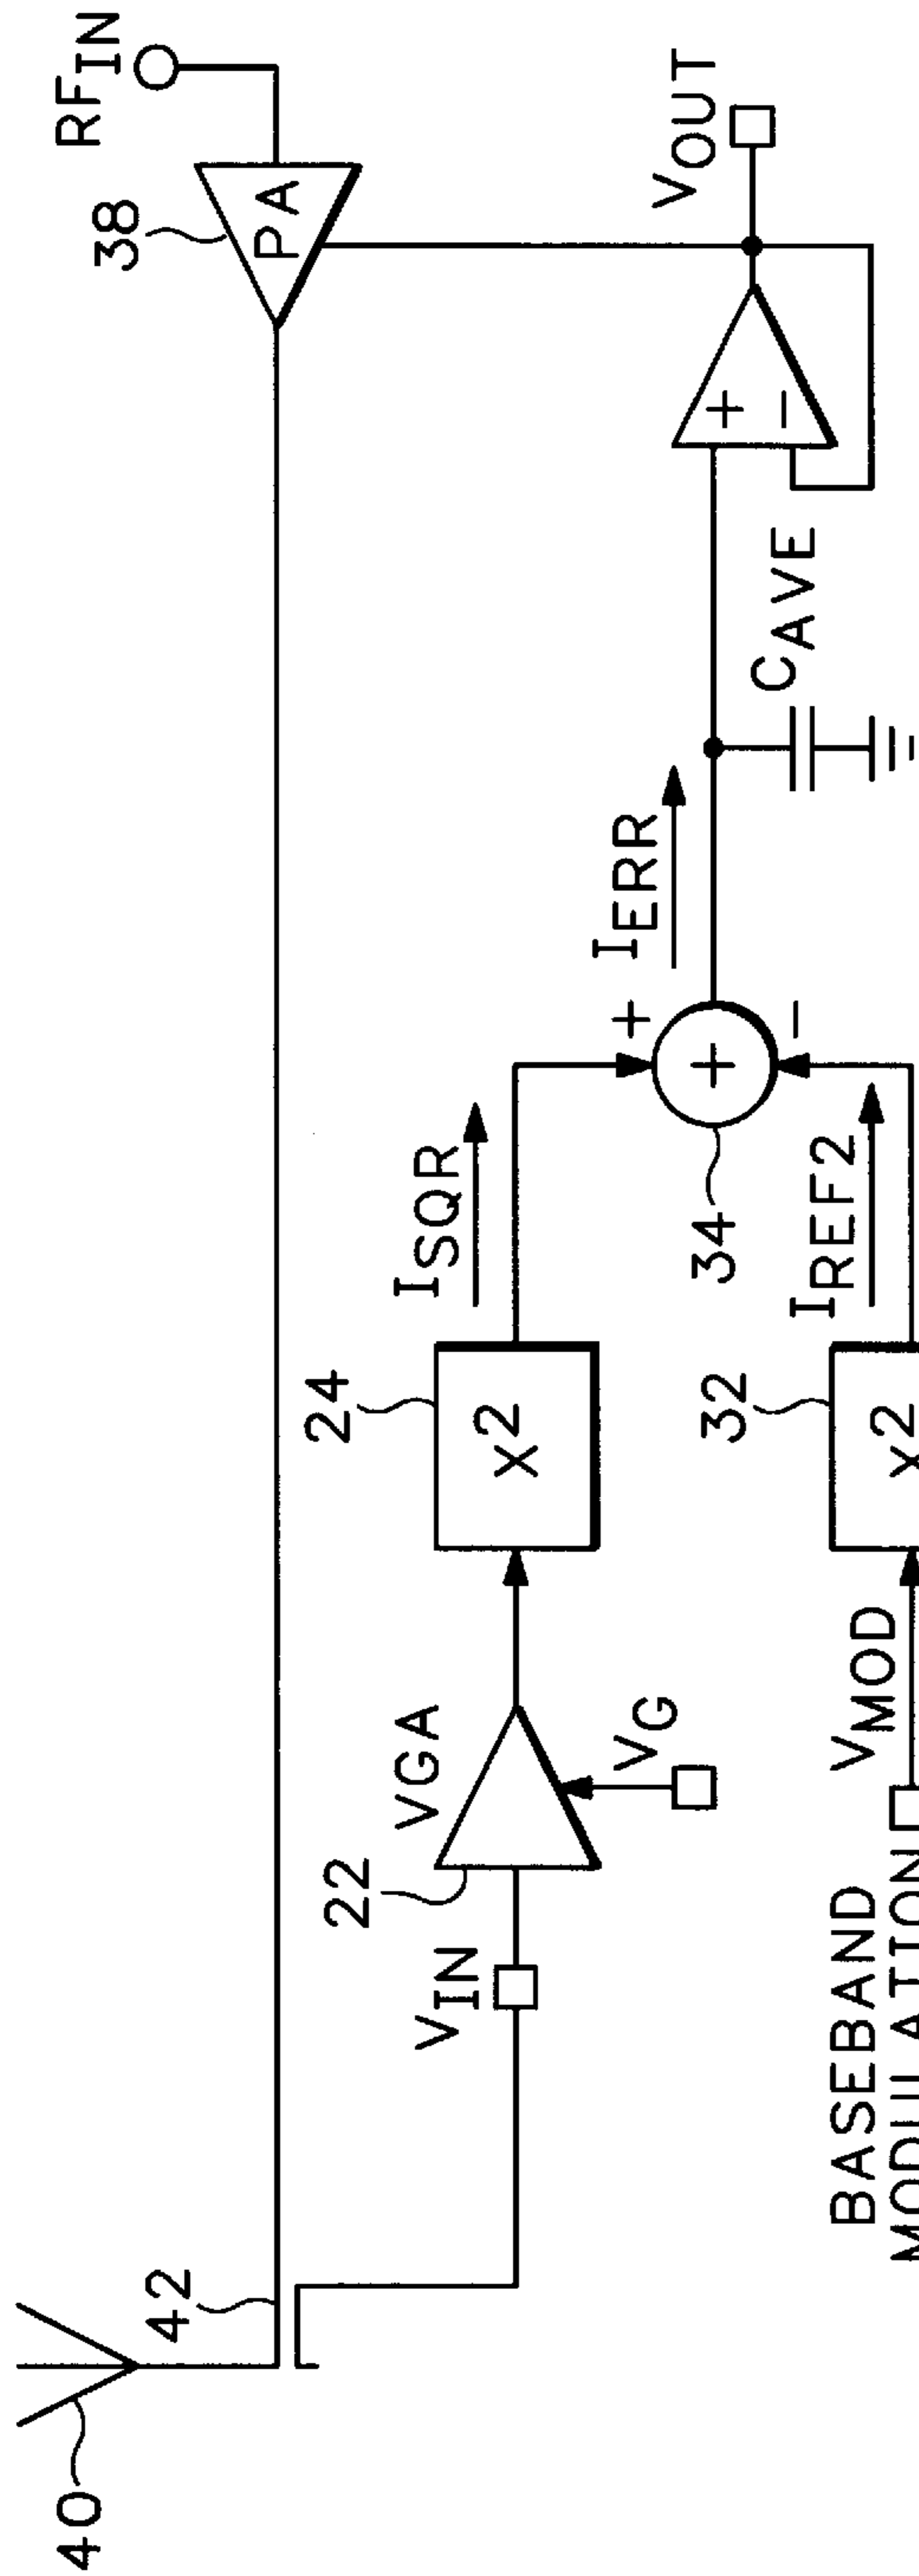 40
42
RF_IN
38
PA
V_IN
22
VGA
V_G
24
X²
I_SQR
34
+
+
−
I_ERR
C_AVE
+
−
V_OUT
BASEBAND
MODULATION
V_MOD
32
X²
I_REF2